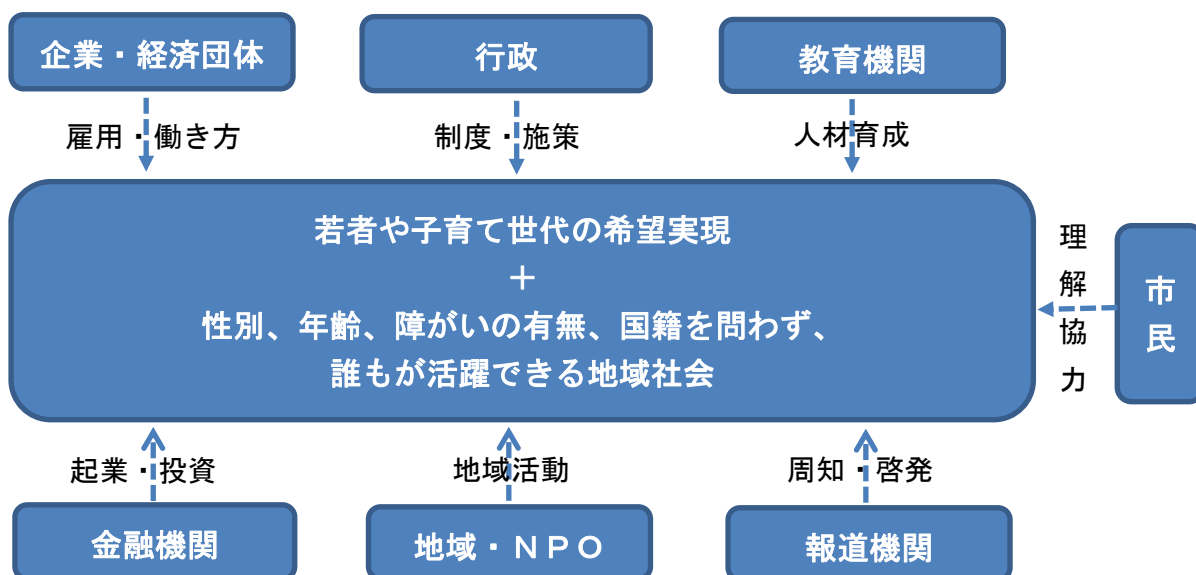 企業・経済団体
行政
教育機関
雇用・働き方
制度・施策
人材育成
若者や子育て世代の希望実現
＋
性別、年齢、障がいの有無、国籍を問わず、
誰もが活躍できる地域社会
理解協力
市民
起業・投資
地域活動
周知・啓発
金融機関
地域・ＮＰＯ
報道機関